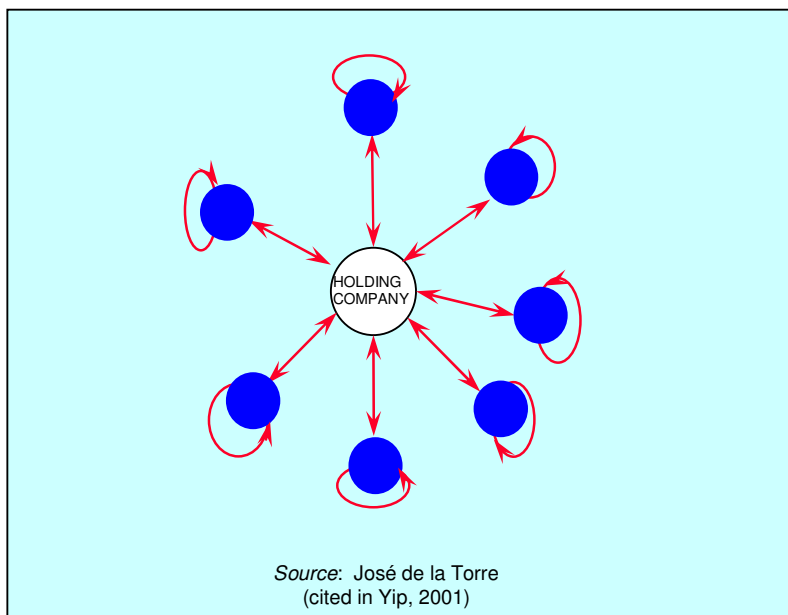 HOLDING
COMPANY
Source: José de la Torre
(cited in Yip, 2001)